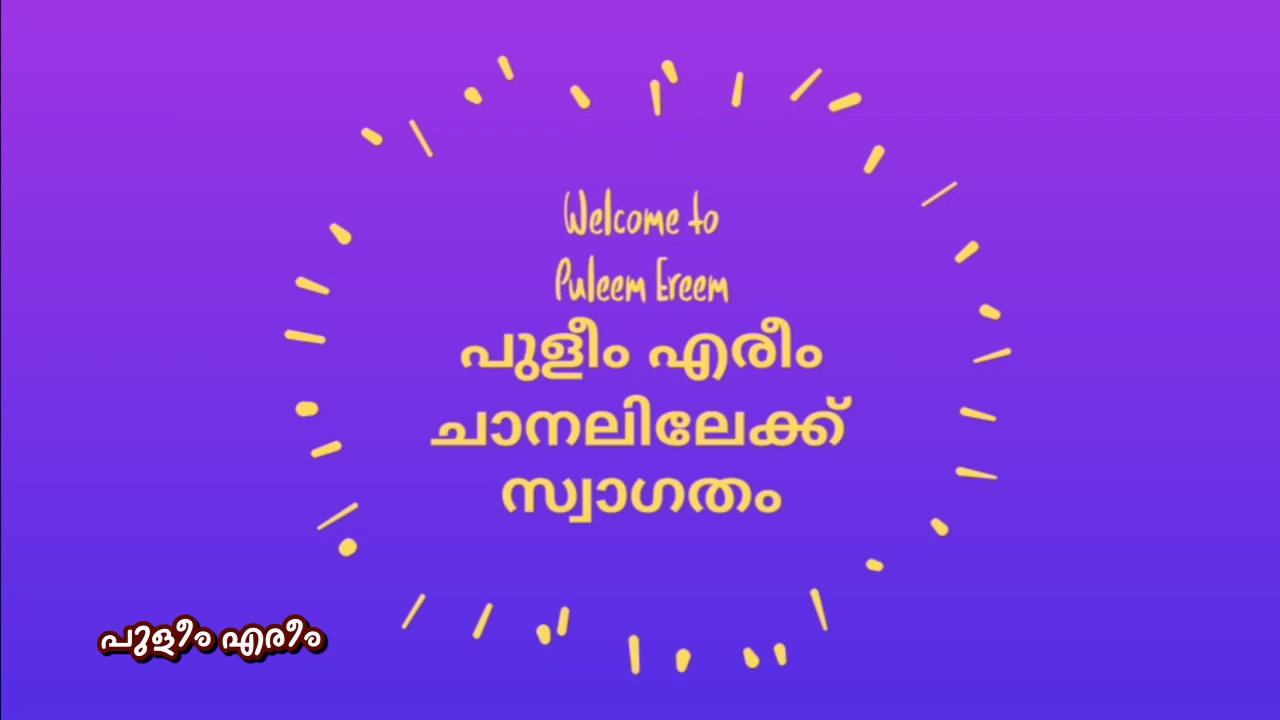 Welcome to
Puleem Ereem
പുളീം എരീം
ചാനലിലേക്ക്
സ്വാഗതം
പുളീം എരീം